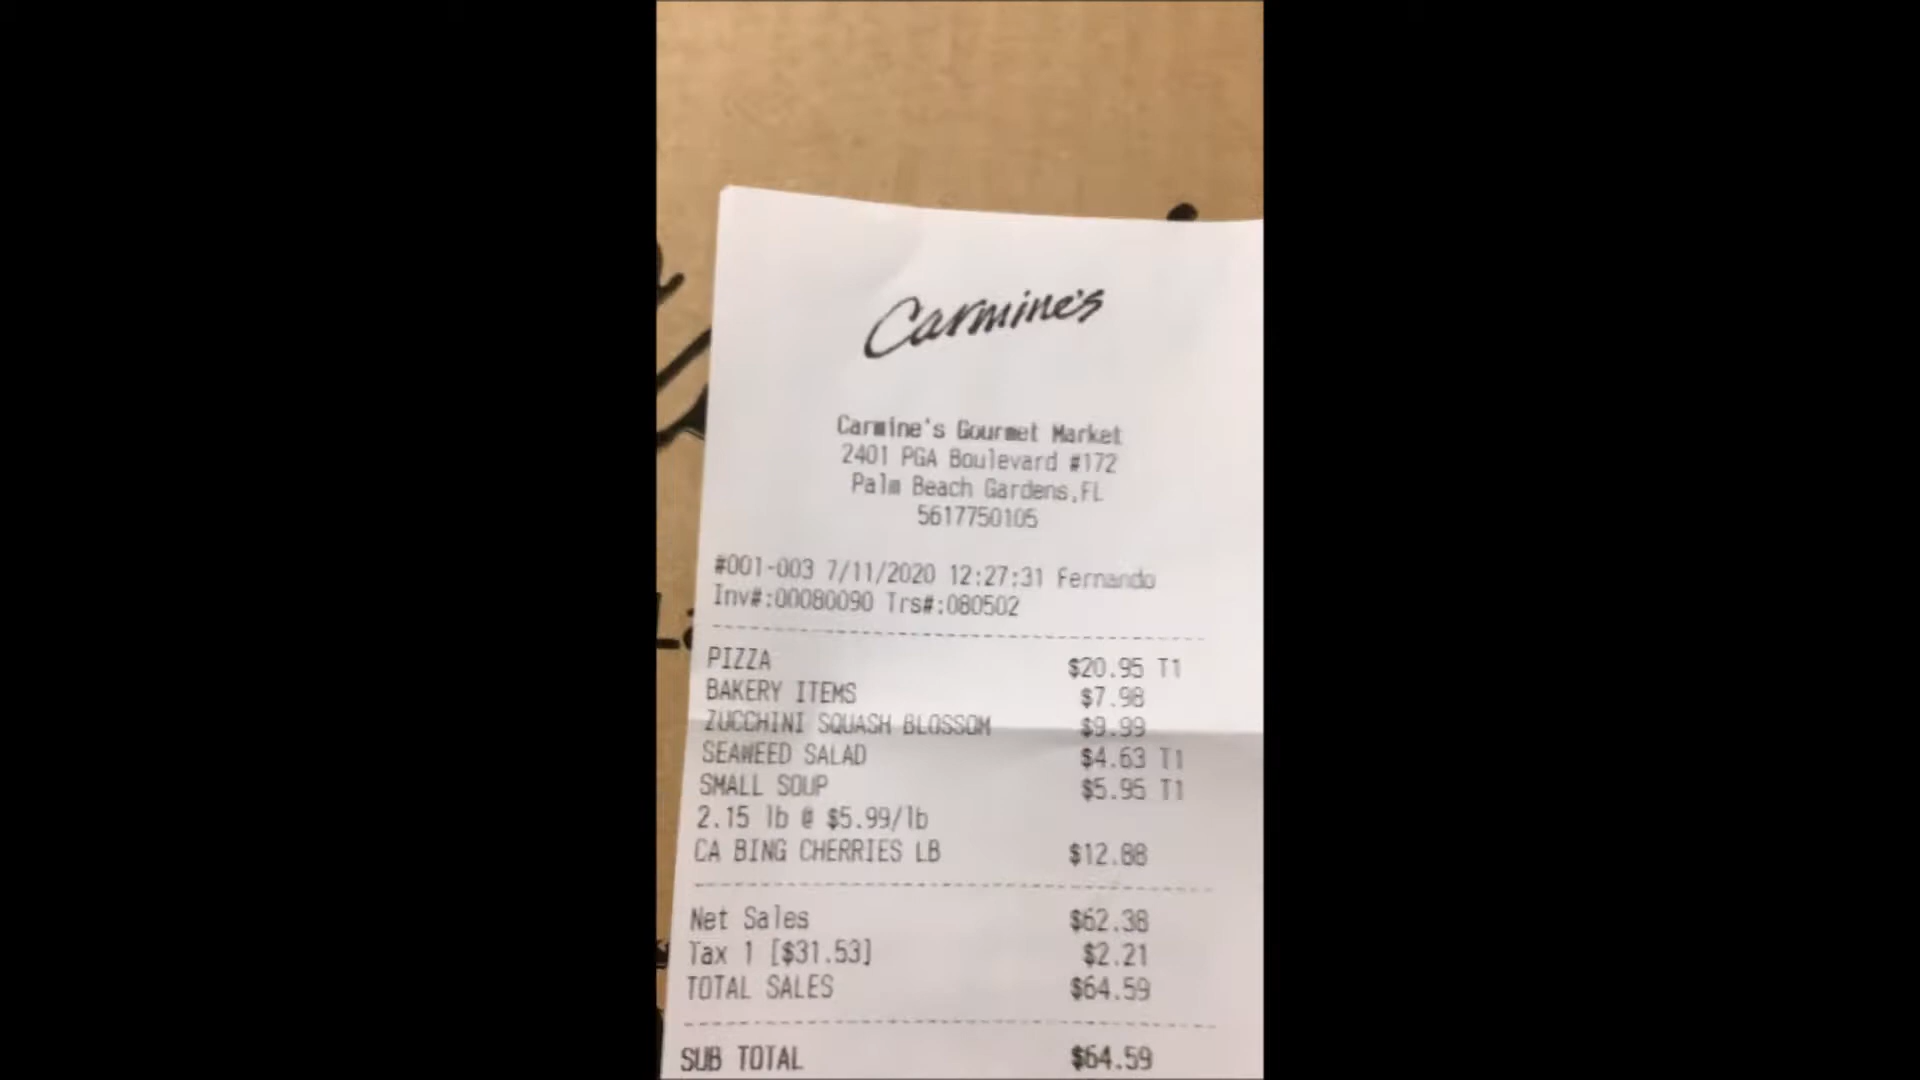 Carmine's
Carmine's Gourmet Market
2401 PGA Boulevard #172
Palm Beach Gardens,FL
5617750105
#001-003 7/11/2020 12:27:31 Fernando
Inv#:00080090 Trs#:080502
PIZZA $20.95 T1
BAKERY ITEMS $7.98
ZUCCHINI SQUASH BLOSSOM $9.99
SEAWEED SALAD $4.63 T1
SMALL SOUP $5.95 T1
2.15 lb @ $5.99/lb
CA BING CHERRIES LB $12.88
Net Sales $62.38
Tax 1 [$31.53] $2.21
TOTAL SALES $64.59
SUB TOTAL $64.59